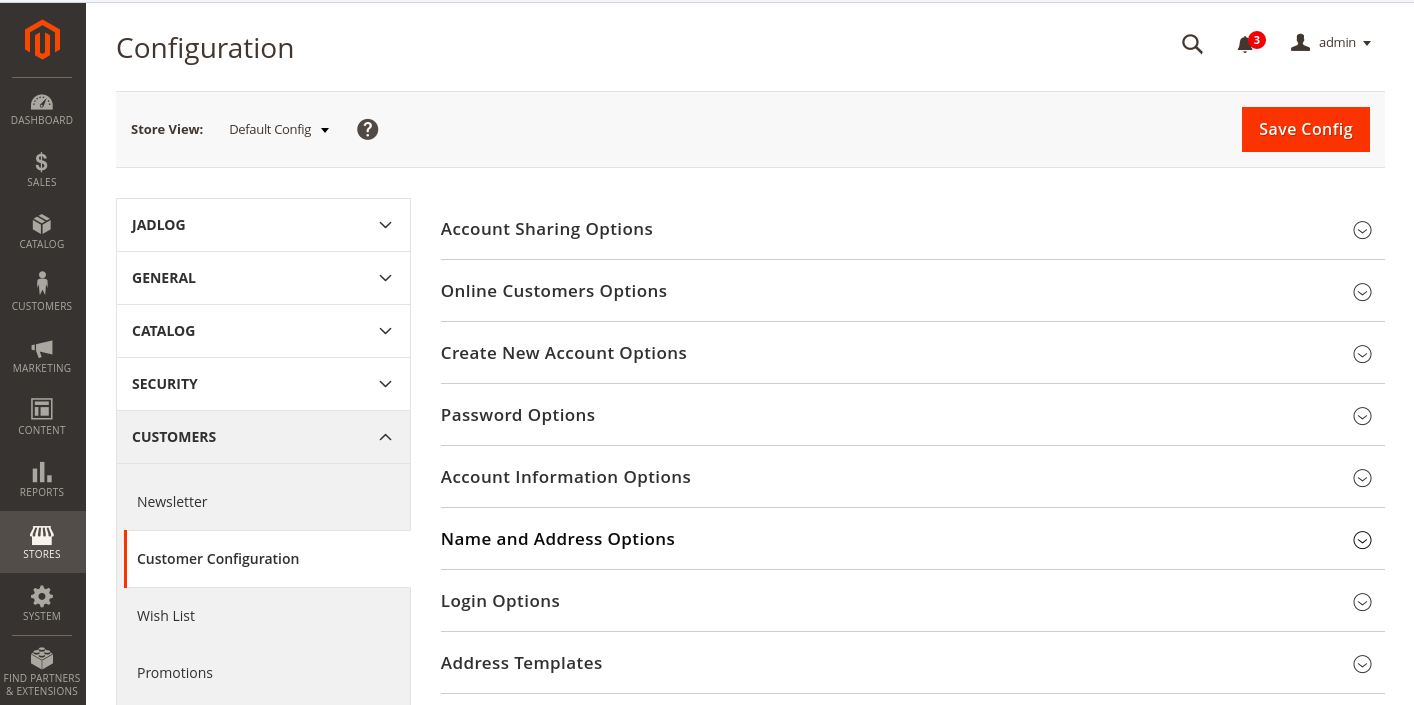 Configuration
3
admin
DASHBOARD
SALES
CATALOG
CUSTOMERS
MARKETING
CONTENT
REPORTS
STORES
SYSTEM
FIND PARTNERS
& EXTENSIONS
Store View:
Default Config
?
Save Config
JADLOG
GENERAL
CATALOG
SECURITY
CUSTOMERS
Newsletter
Customer Configuration
Wish List
Promotions
Account Sharing Options
Online Customers Options
Create New Account Options
Password Options
Account Information Options
Name and Address Options
Login Options
Address Templates